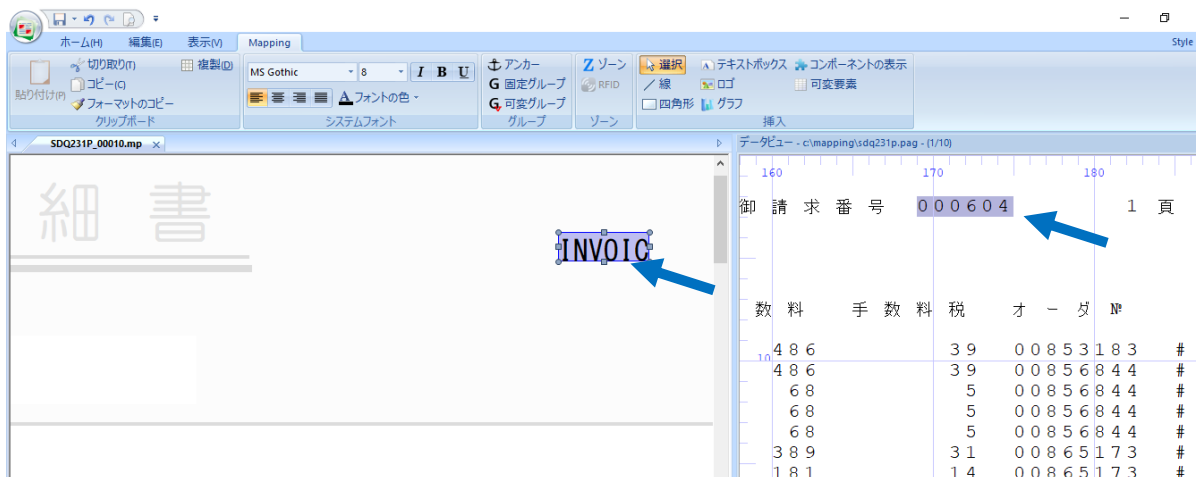 ホーム(H) 編集(E) 表示(V) Mapping Style
貼り付け(P)
切り取り(T) 複製(D)
コピー(C)
フォーマットのコピー
クリップボード
MS Gothic 8 I B U
A フォントの色
システムフォント
アンカー
G 固定グループ
G 可変グループ
グループ
Z ゾーン
RFID
ゾーン
選択 A テキストボックス コンポーネントの表示
線 ロゴ 可変要素
四角形 グラフ
挿入
SDQ231P_00010.mp データビュー - c:\mapping\sdq231p.pag - (1/10)
細書
INVOIC
160 170 180
御請求番号 000604 1 頁
数料 手数料税 オーダ №
10
486 39 00853183 #
486 39 00856844 #
68 5 00856844 #
68 5 00856844 #
68 5 00856844 #
389 31 00865173 #
181 14 00865173 #